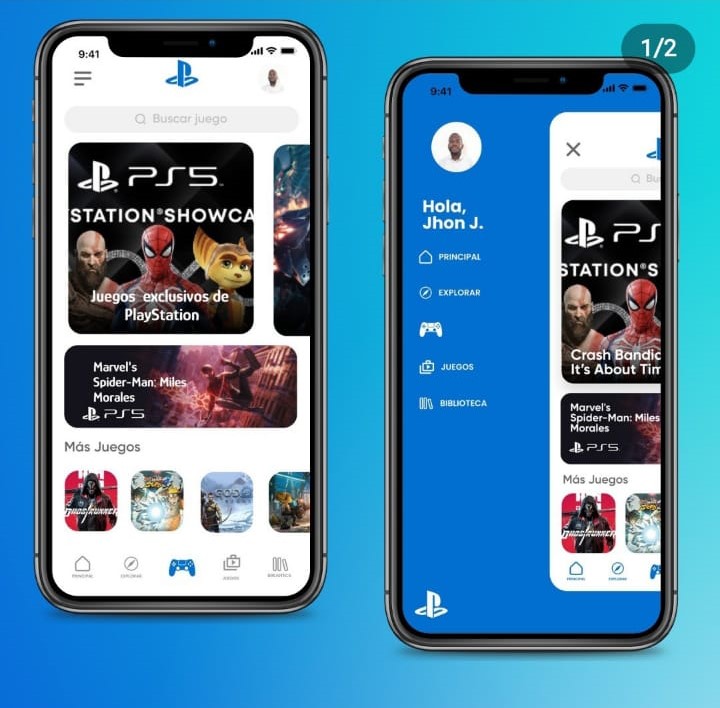 1/2
9:41
Buscar juego
PS5
STATION®SHOWCA
Juegos exclusivos de
PlayStation
Marvel's
Spider-Man: Miles
Morales
PS5
Más Juegos
GHOSTRUNNER
GOD
PRINCIPAL
EXPLORAR
JUEGOS
BIBLIOTECA
9:41
Hola,
Jhon J.
PRINCIPAL
EXPLORAR
JUEGOS
BIBLIOTECA
Bu
PS
STATION®S
Crash Bandic
It's About Tim
Marvel's
Spider-Man: Miles
Morales
PS5
Más Juegos
GHOSTRUNNER
PRINCIPAL
EXPLORAR